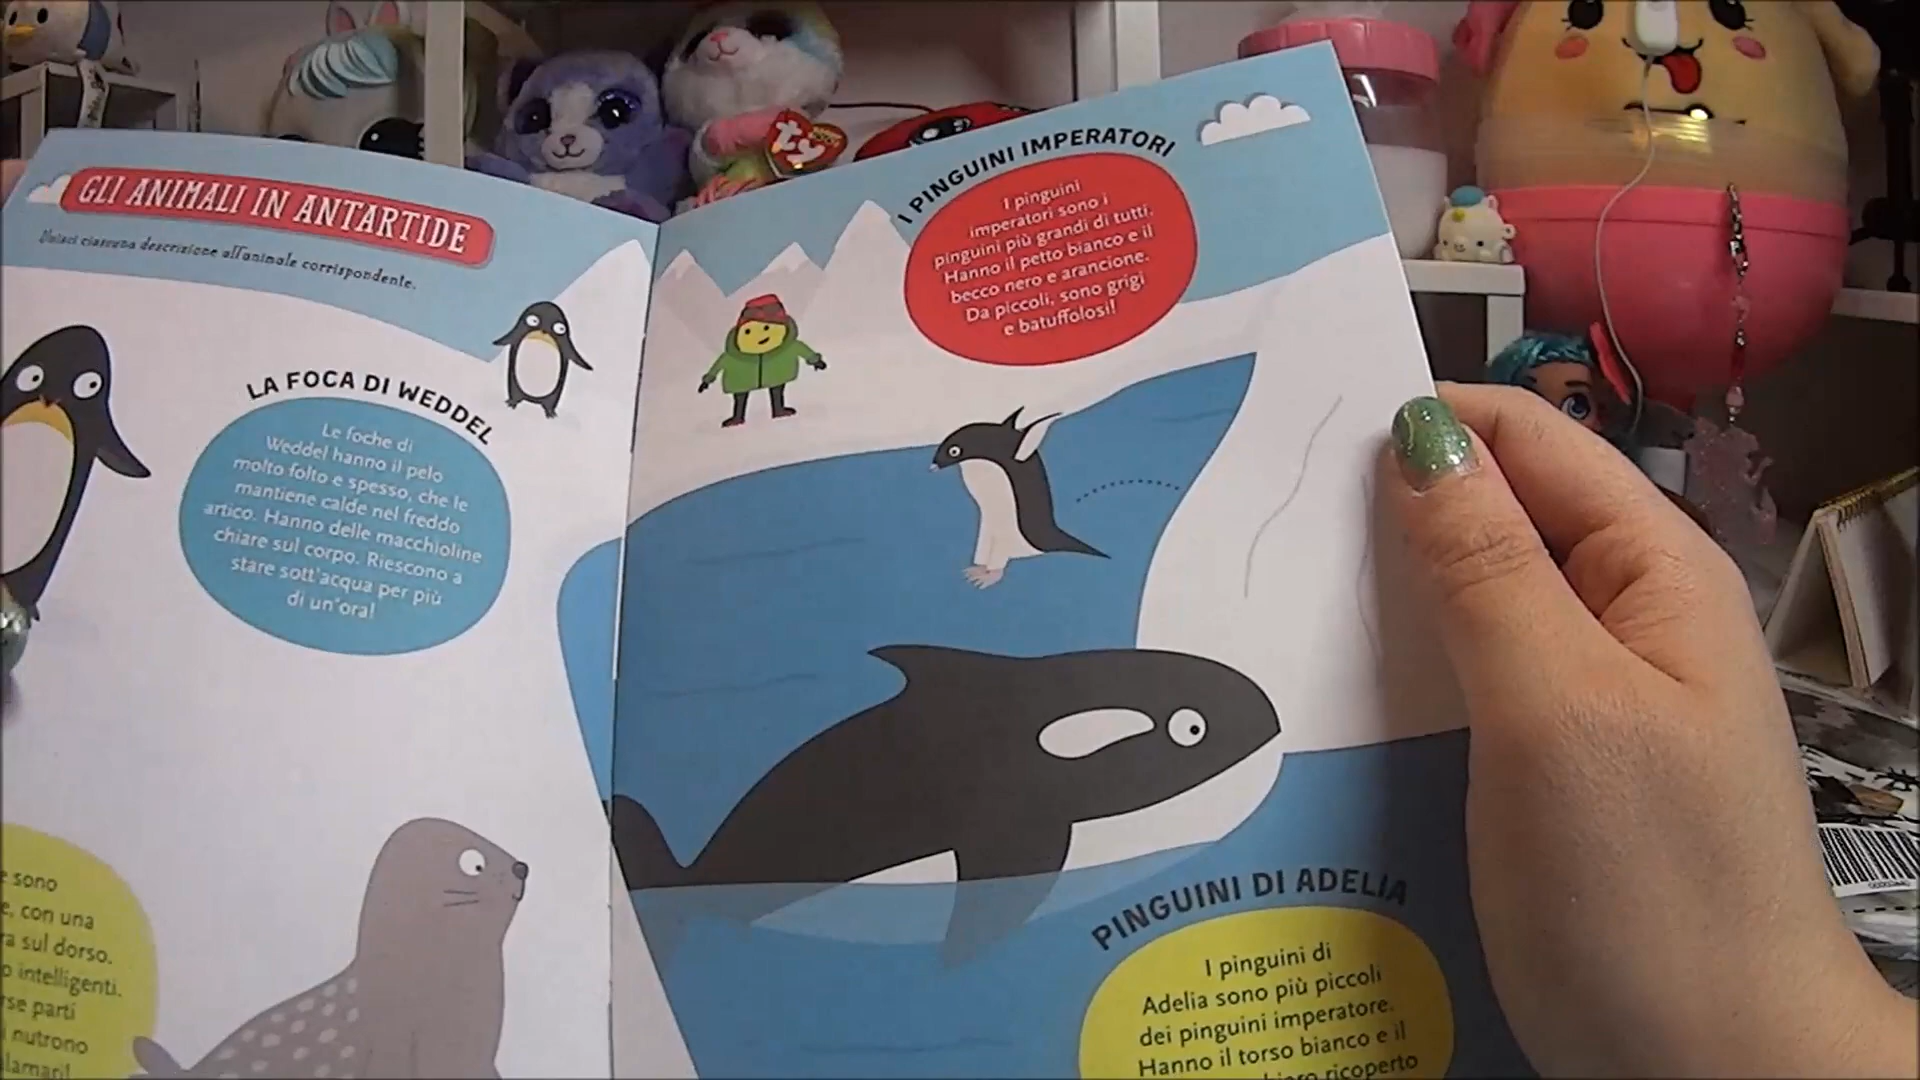 GLI ANIMALI IN ANTARTIDE
Unisci ciascuna descrizione all'animale corrispondente.
LA FOCA DI WEDDEL
Le foche di
Weddel hanno il pelo
molto folto e spesso, che le
mantiene calde nel freddo
artico. Hanno delle macchioline
chiare sul corpo. Riescono a
stare sott'acqua per più
di un'ora!
sono
, con una
sul dorso.
intelligenti.
parti
nutrono
I PINGUINI IMPERATORI
I pinguini
imperatori sono i
pinguini più grandi di tutti.
Hanno il petto bianco e il
becco nero e arancione.
Da piccoli, sono grigi
e batuffolosi!
PINGUINI DI ADELIA
I pinguini di
Adelia sono più piccoli
dei pinguini imperatore.
Hanno il torso bianco e il
ricoperto
ty